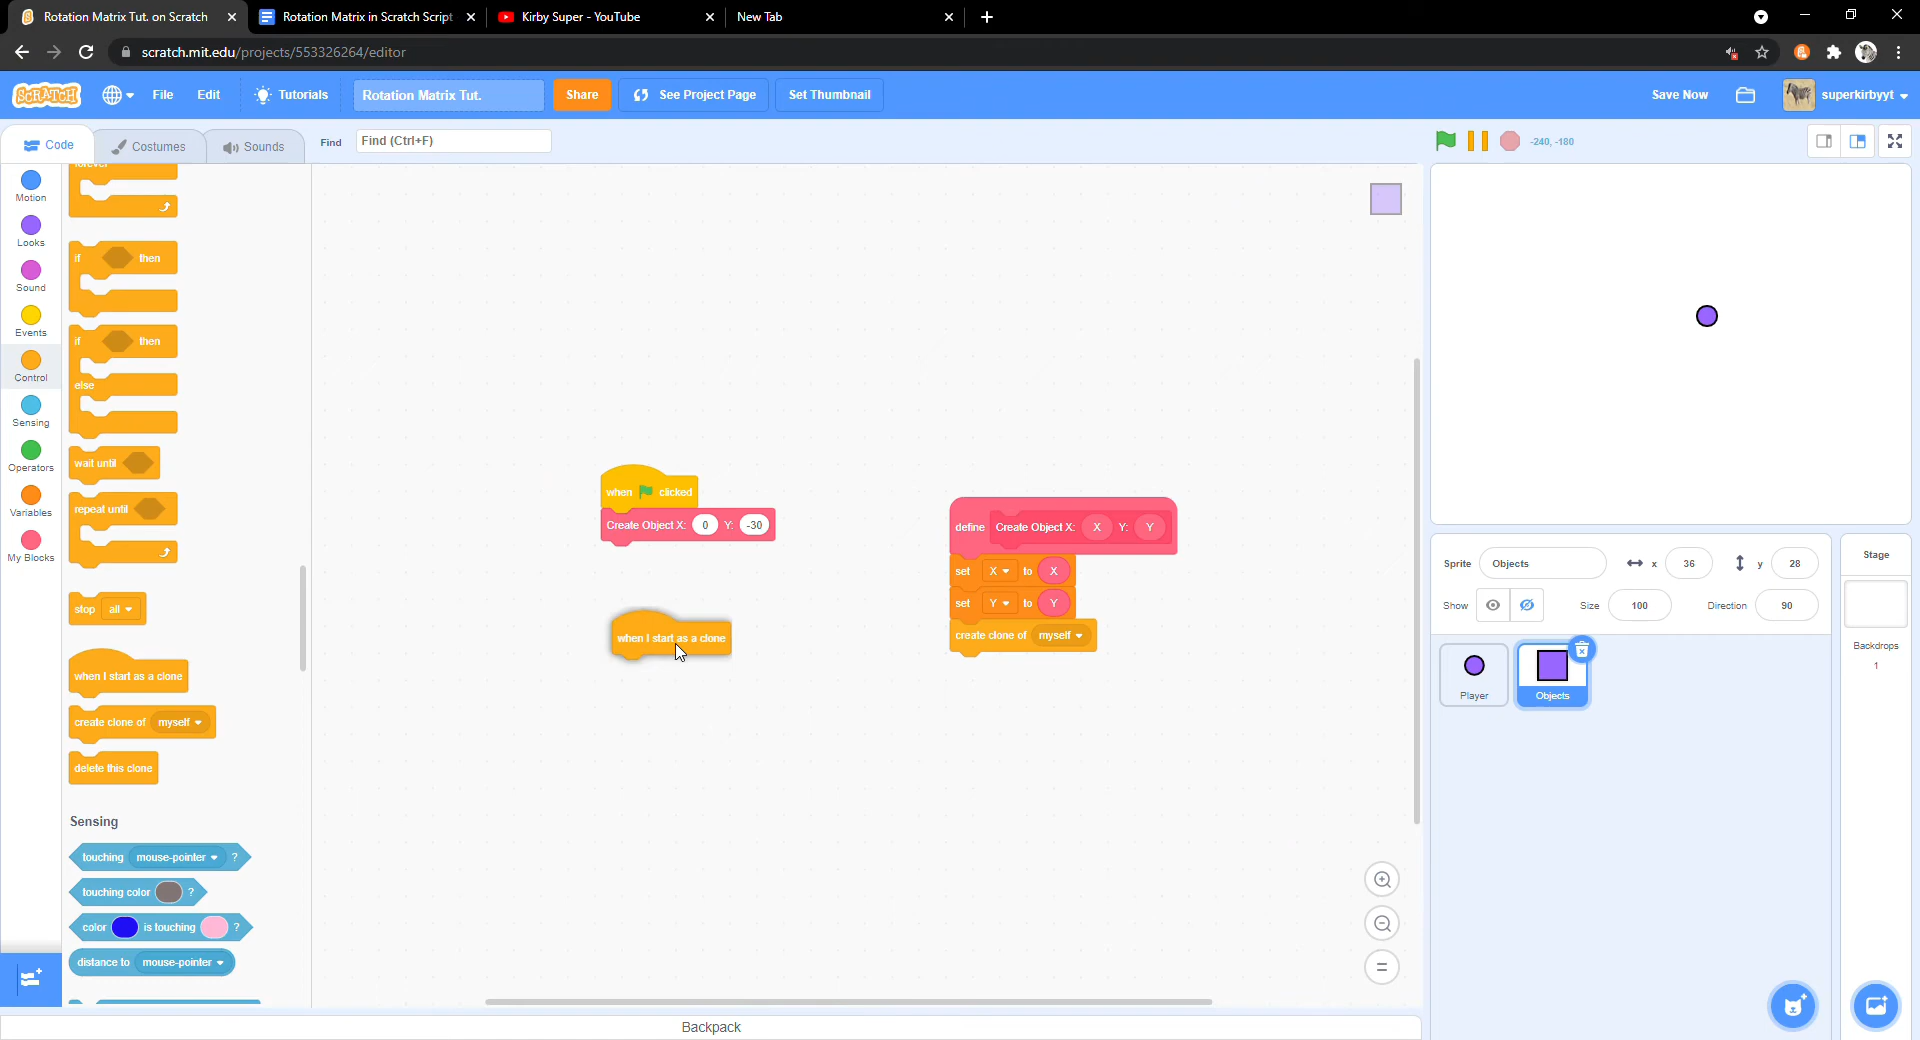 Rotation Matrix Tut. on Scratch
Rotation Matrix in Scratch Script
Kirby Super - YouTube
New Tab
scratch.mit.edu/projects/553326264/editor
SCRATCH
File
Edit
Tutorials
Rotation Matrix Tut.
Share
See Project Page
Set Thumbnail
Save Now
superkirbyyt
Code
Costumes
Sounds
Find
Find (Ctrl+F)
-240, -180
Motion
Looks
Sound
Events
Control
Sensing
Operators
Variables
My Blocks
forever
if then
if then
else
wait until
repeat until
stop all
when I start as a clone
create clone of myself
delete this clone
Sensing
touching mouse-pointer ?
touching color ?
color is touching ?
distance to mouse-pointer
when clicked
Create Object X: 0 Y: -30
when I start as a clone
define Create Object X: X Y: Y
set X to X
set Y to Y
create clone of myself
Sprite Objects x 36 y 28
Show Size 100 Direction 90
Player
Objects
Stage
Backdrops
1
Backpack